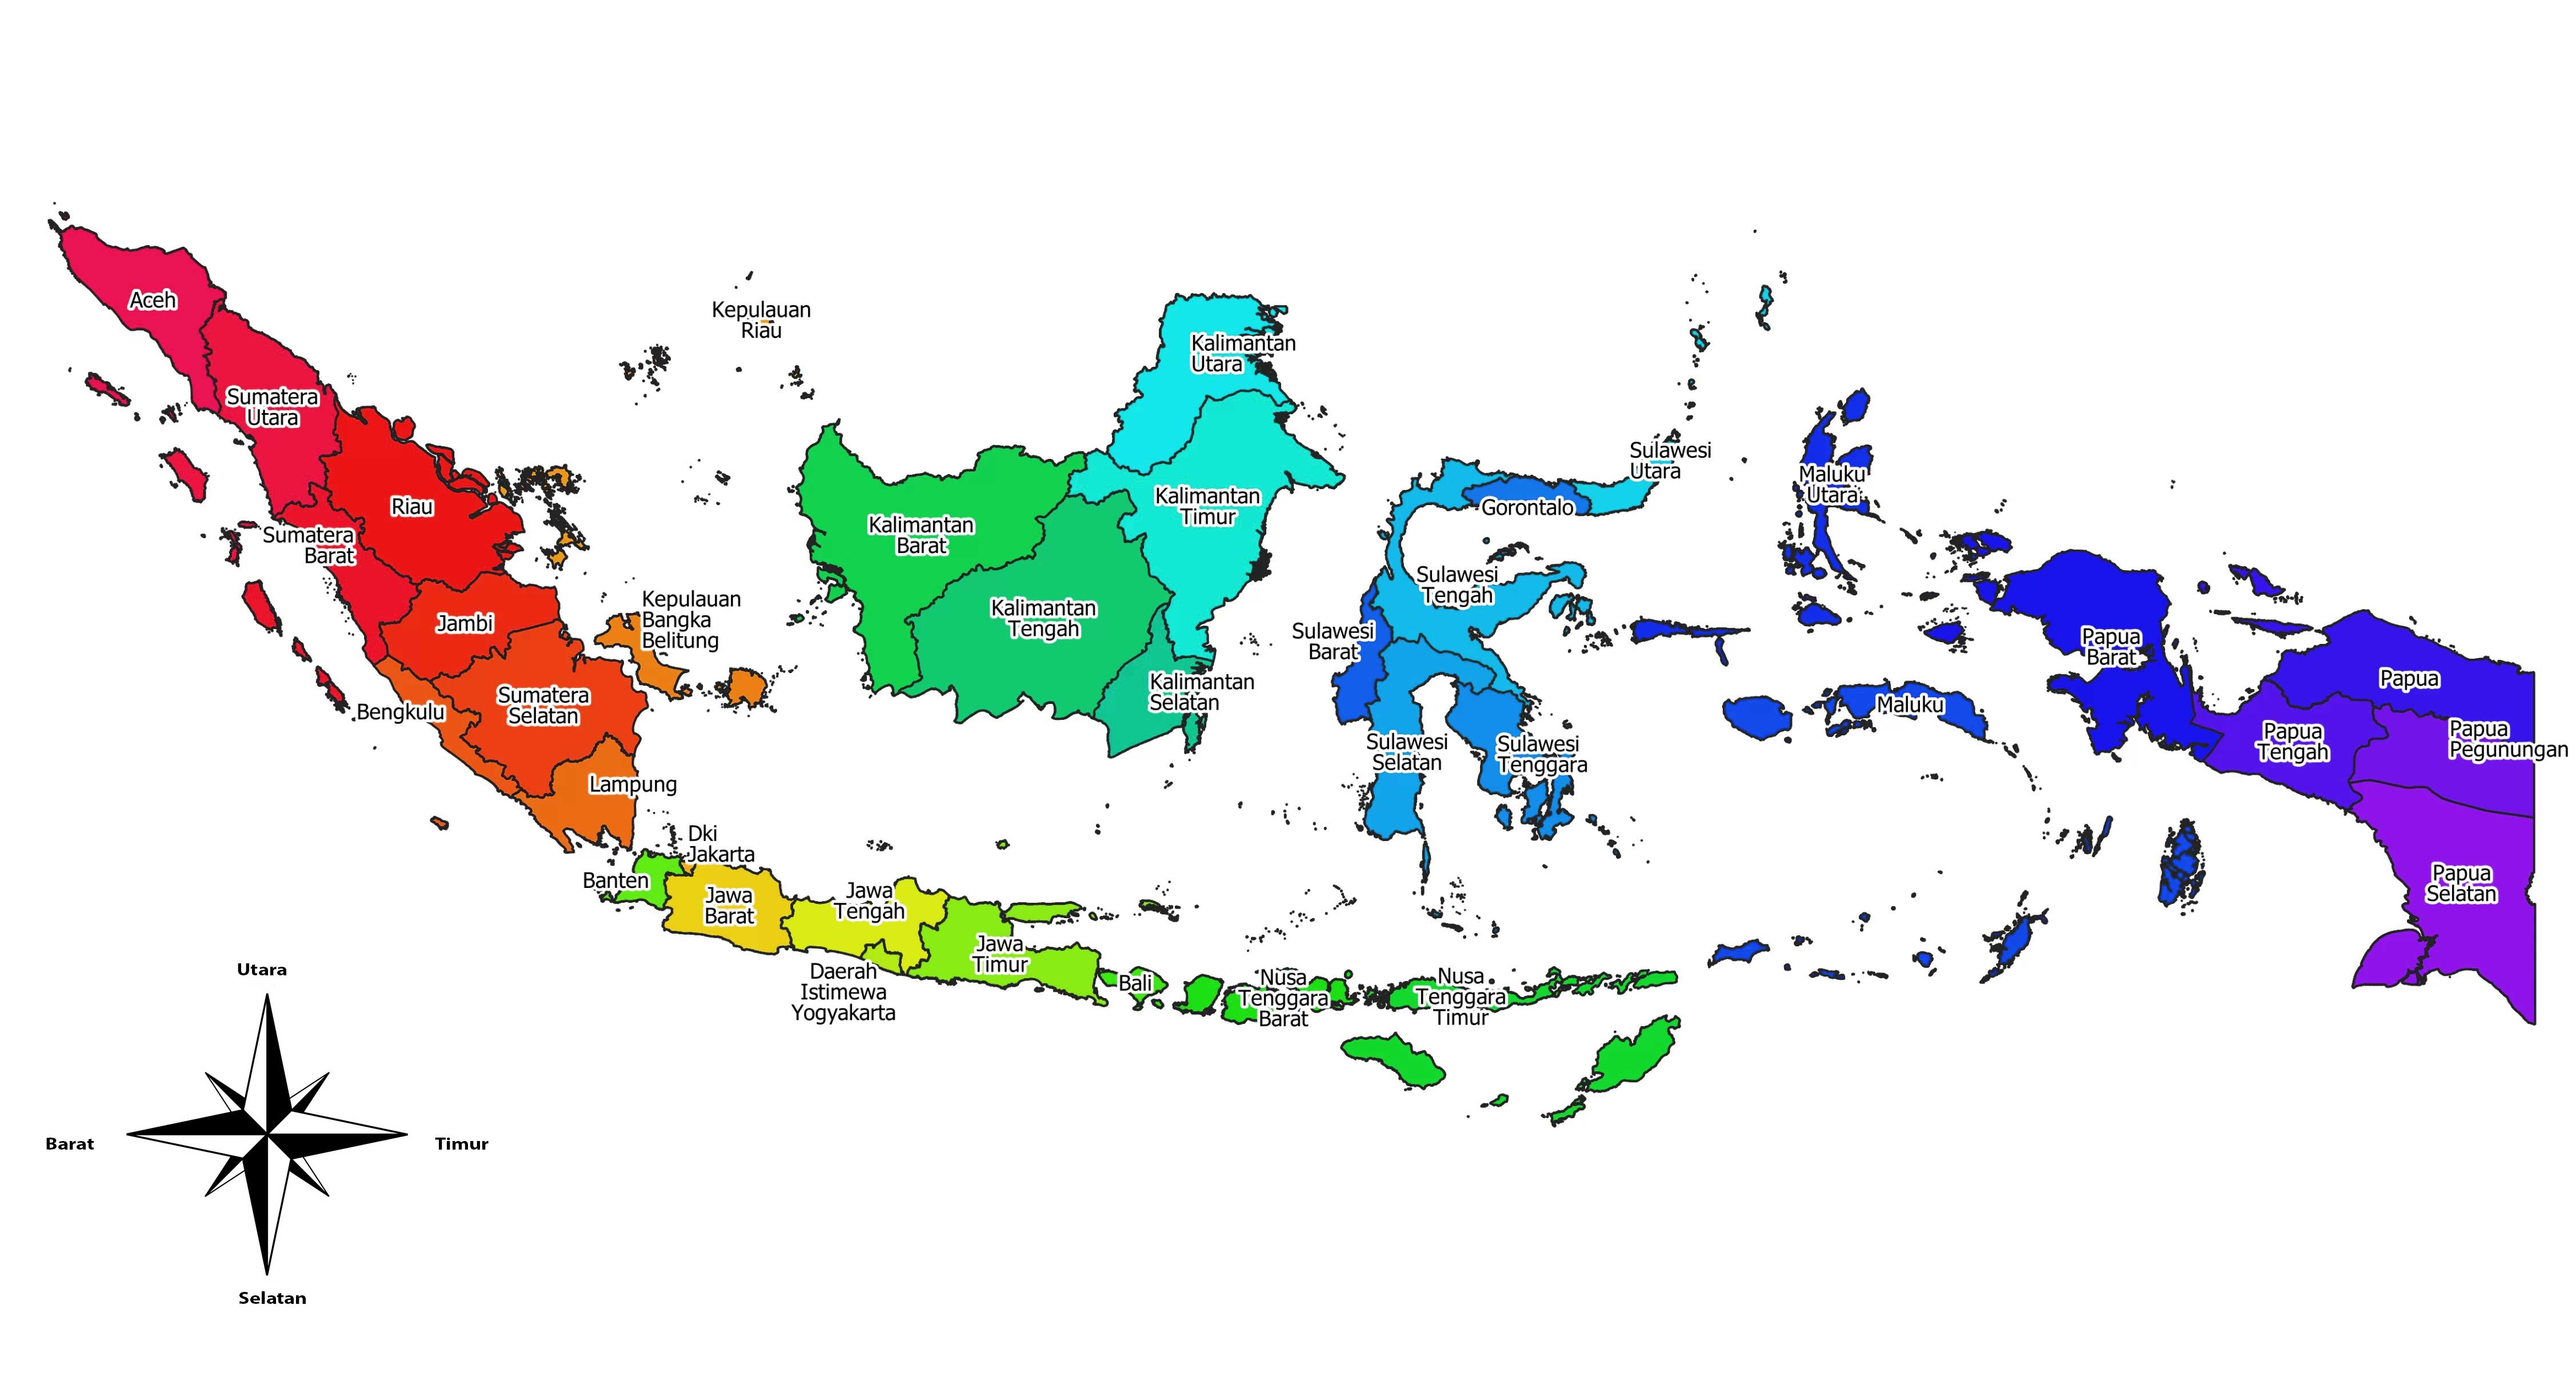 Aceh
Sumatera
Utara
Riau
Sumatera
Barat
Jambi
Bengkulu
Sumatera
Selatan
Lampung
Kepulauan
Bangka
Belitung
Kepulauan
Riau
Dki
Jakarta
Banten
Jawa
Barat
Jawa
Tengah
Daerah
Istimewa
Yogyakarta
Jawa
Timur
Bali
Nusa
Tenggara
Barat
Nusa
Tenggara
Timur
Kalimantan
Utara
Kalimantan
Barat
Kalimantan
Timur
Kalimantan
Tengah
Kalimantan
Selatan
Sulawesi
Utara
Gorontalo
Sulawesi
Tengah
Sulawesi
Barat
Sulawesi
Selatan
Sulawesi
Tenggara
Maluku
Utara
Maluku
Papua
Barat
Papua
Papua
Tengah
Papua
Pegunungan
Papua
Selatan
Utara
Barat
Timur
Selatan